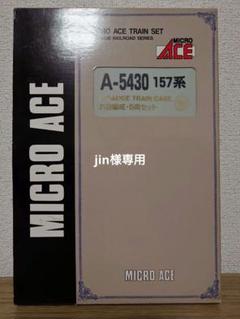 MICRO ACE TRAIN SET
MICRO
ACE
A-5430 157系
jin様専用
MICRO ACE
MICRO ACE